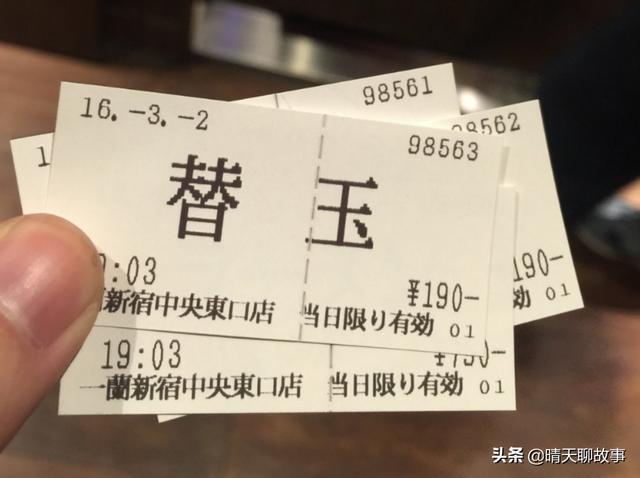 98561
98562
16. -3. -2
98563
替玉
:03
¥190-
新宿中央東口店 当日限り有効 01
190-
効 01
19:03
一蘭新宿中央東口店 当日限り有効 01
头条 @晴天聊故事